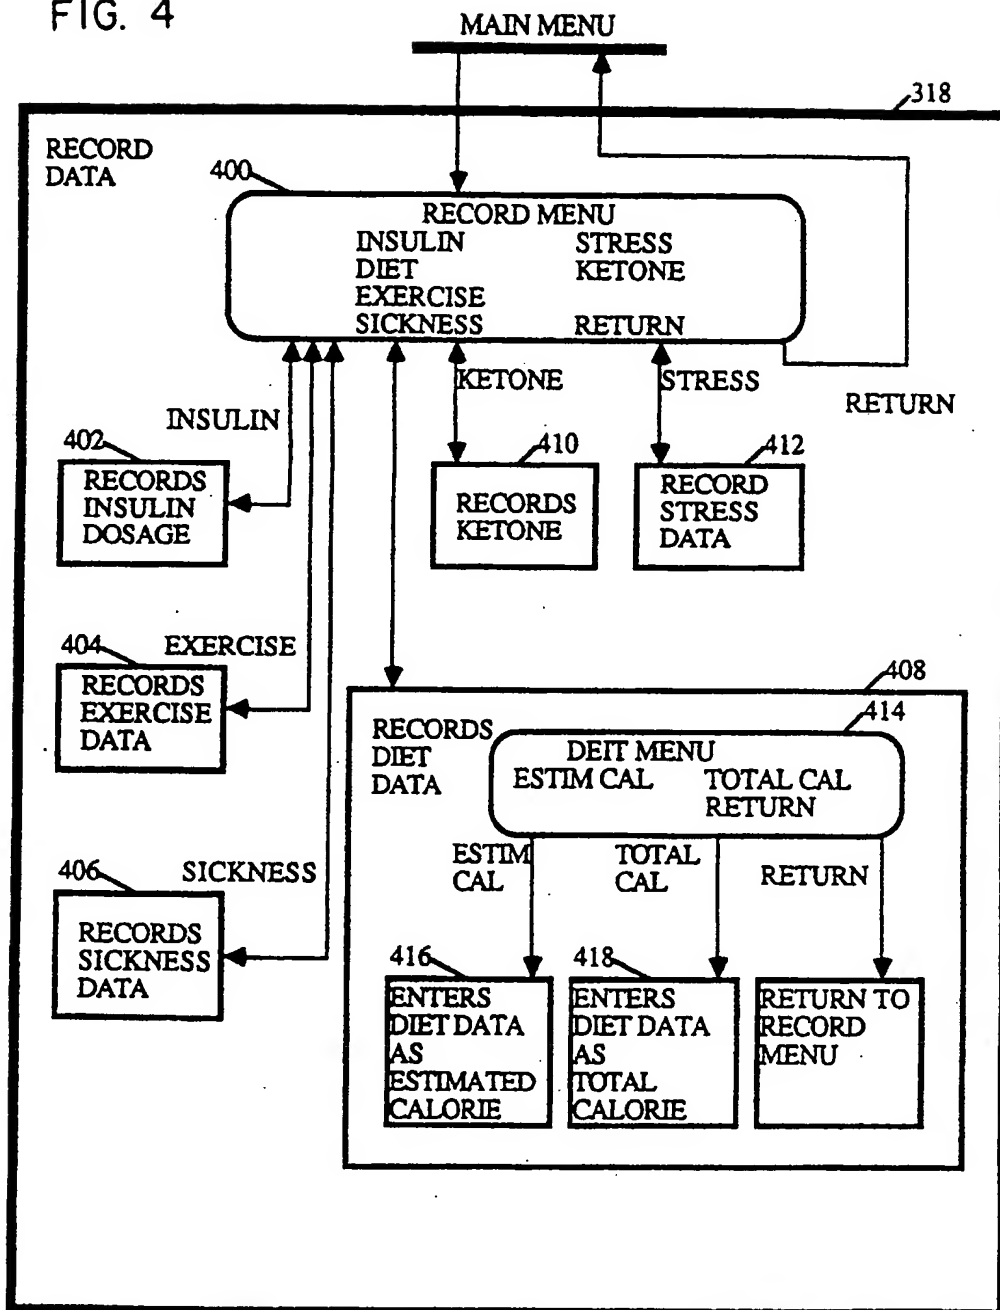 FIG. 4
MAIN MENU
318
RECORD
DATA
400
RECORD MENU
INSULIN STRESS
DIET KETONE
EXERCISE
SICKNESS RETURN
KETONE
STRESS
RETURN
INSULIN
402
RECORDS
INSULIN
DOSAGE
410
RECORDS
KETONE
412
RECORD
STRESS
DATA
404
EXERCISE
RECORDS
EXERCISE
DATA
408
RECORDS
DIET
DATA
414
DEIT MENU
ESTIM CAL TOTAL CAL
RETURN
ESTIM
CAL
TOTAL
CAL
RETURN
406
SICKNESS
RECORDS
SICKNESS
DATA
416
ENTERS
DIET DATA
AS
ESTIMATED
CALORIE
418
ENTERS
DIET DATA
AS
TOTAL
CALORIE
RETURN TO
RECORD
MENU